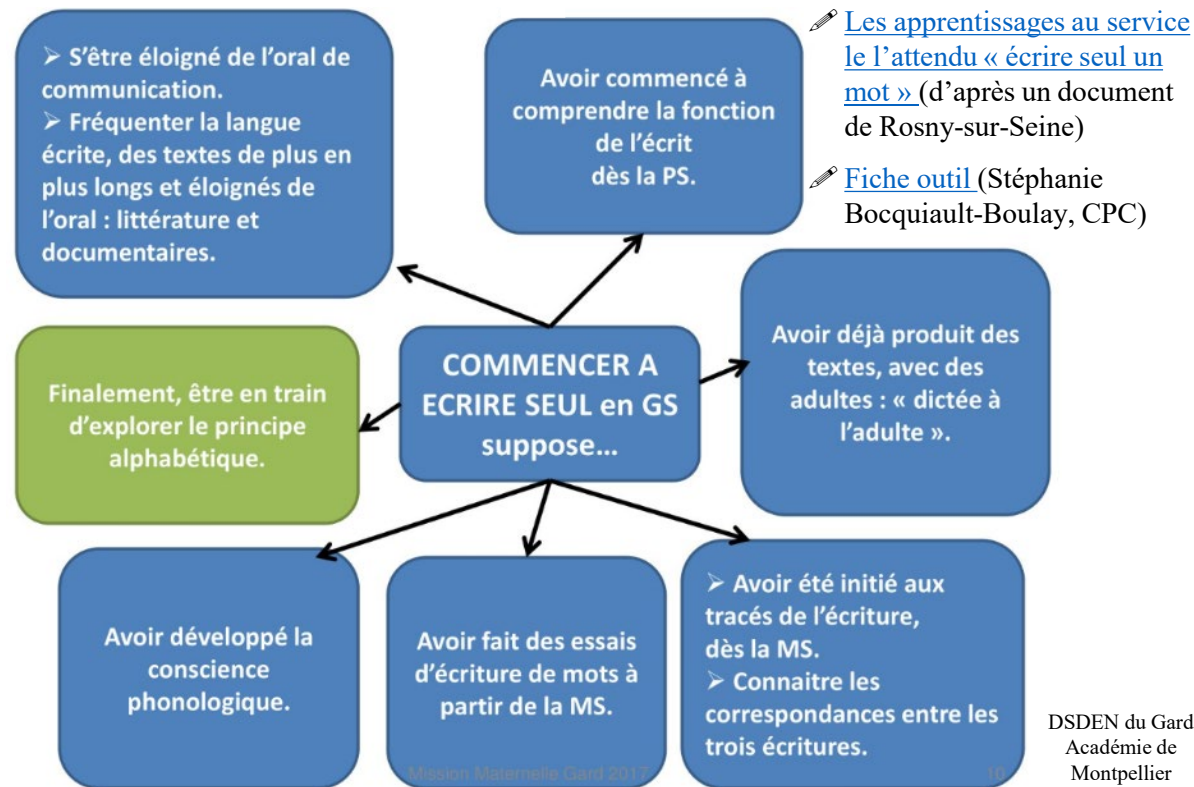 ➢ S’être éloigné de l’oral de
communication.
➢ Fréquenter la langue
écrite, des textes de plus en
plus longs et éloignés de
l’oral : littérature et
documentaires.
Avoir commencé à
comprendre la fonction
de l’écrit
dès la PS.
Les apprentissages au service
le l’attendu « écrire seul un
mot » (d’après un document
de Rosny-sur-Seine)
Fiche outil (Stéphanie
Bocquiault-Boulay, CPC)
Finalement, être en train
d’explorer le principe
alphabétique.
COMMENCER A
ECRIRE SEUL en GS
suppose…
Avoir déjà produit des
textes, avec des
adultes : « dictée à
l’adulte ».
Avoir développé la
conscience
phonologique.
Avoir fait des essais
d’écriture de mots à
partir de la MS.
➢ Avoir été initié aux
tracés de l’écriture,
dès la MS.
➢ Connaitre les
correspondances entre les
trois écritures.
Mission Maternelle Gard 2017
10
DSDEN du Gard
Académie de
Montpellier